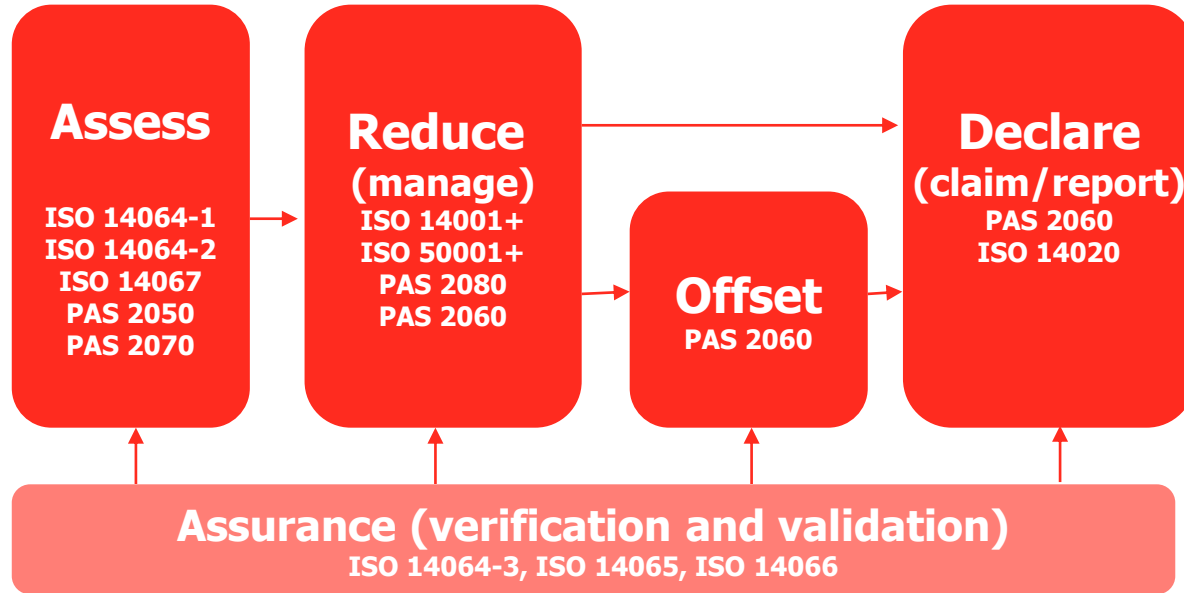 Assess
ISO 14064-1
ISO 14064-2
ISO 14067
PAS 2050
PAS 2070
Reduce
(manage)
ISO 14001+
ISO 50001+
PAS 2080
PAS 2060
Offset
PAS 2060
Declare
(claim/report)
PAS 2060
ISO 14020
Assurance (verification and validation)
ISO 14064-3, ISO 14065, ISO 14066